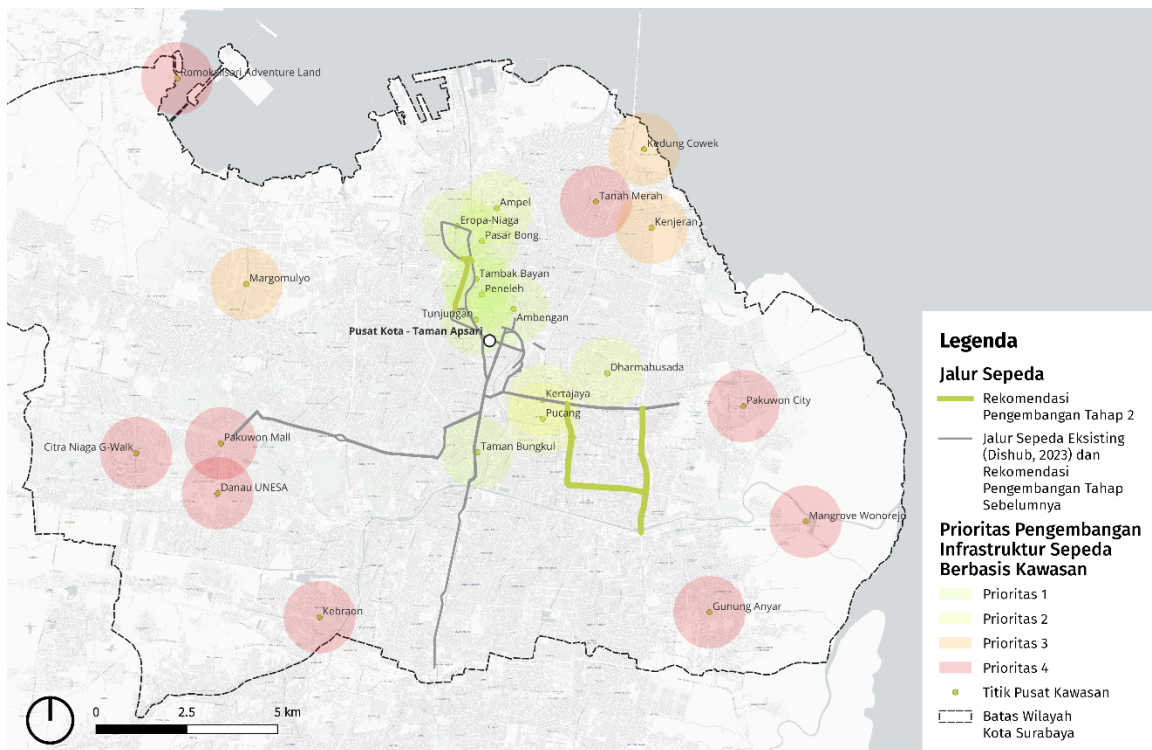 Romokalisari Adventure Land
Kedung Cowek
Tanah Merah
Ampel
Eropa-Niaga
Kenjeran
Pasar Bong
Margomulyo
Tambak Bayan
Peneleh
Tunjungan
Ambengan
Pusat Kota - Taman Apsari
Dharmahusada
Kertajaya
Pakuwon City
Pucang
Citra Niaga G-Walk
Pakuwon Mall
Taman Bungkul
Danau UNESA
Mangrove Wonorejo
Kebraon
Gunung Anyar
0
2.5
5 km
Legenda
Jalur Sepeda
Rekomendasi
Pengembangan Tahap 2
Jalur Sepeda Eksisting
(Dishub, 2023) dan
Rekomendasi
Pengembangan Tahap
Sebelumnya
Prioritas Pengembangan
Infrastruktur Sepeda
Berbasis Kawasan
Prioritas 1
Prioritas 2
Prioritas 3
Prioritas 4
Titik Pusat Kawasan
Batas Wilayah
Kota Surabaya